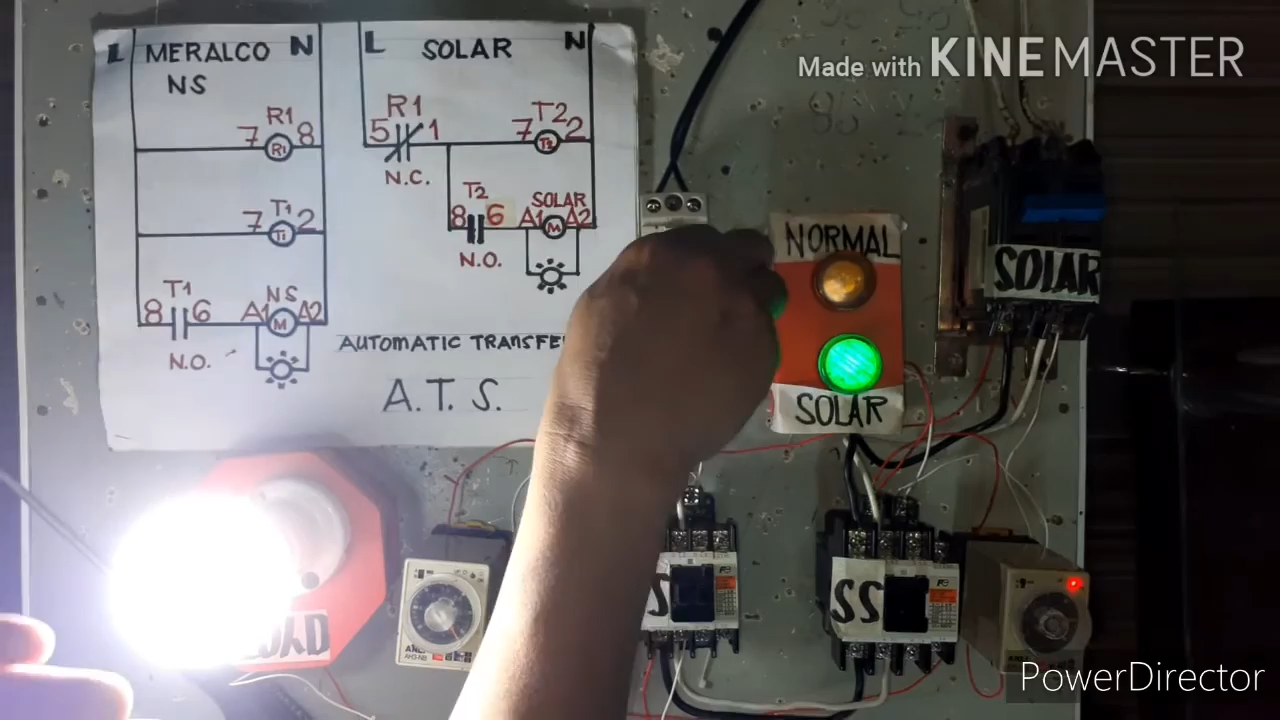 Made with KINEMASTER
L MERALCO N
NS
R1
7 8
R1
T1
7 2
T1
T1 NS
8 6 A1 M A2
N.O.
L SOLAR N
R1 T2
5 1 7 2
N.C.
T2 SOLAR
8 6 A1 M A2
N.O.
A.T.S.
AUTOMATIC
NORMAL
SOLAR
SOLAR
SS
PowerDirector